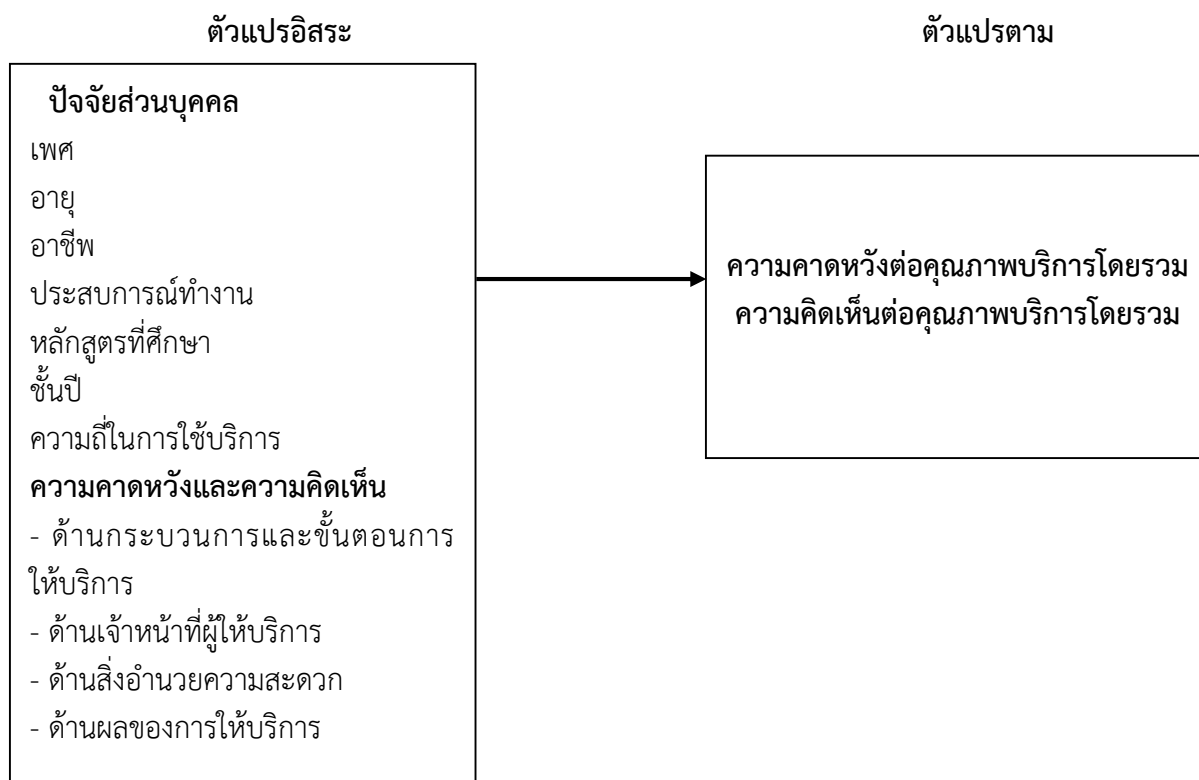 ตัวแปรอิสระ
ตัวแปรตาม
ปัจจัยส่วนบุคคล
เพศ
อายุ
อาชีพ
ประสบการณ์ทำงาน
หลักสูตรที่ศึกษา
ชั้นปี
ความถี่ในการใช้บริการ
ความคาดหวังและความคิดเห็น
- ด้านกระบวนการและขั้นตอนการ
ให้บริการ
- ด้านเจ้าหน้าที่ผู้ให้บริการ
- ด้านสิ่งอำนวยความสะดวก
- ด้านผลของการให้บริการ
ความคาดหวังต่อคุณภาพบริการโดยรวม
ความคิดเห็นต่อคุณภาพบริการโดยรวม